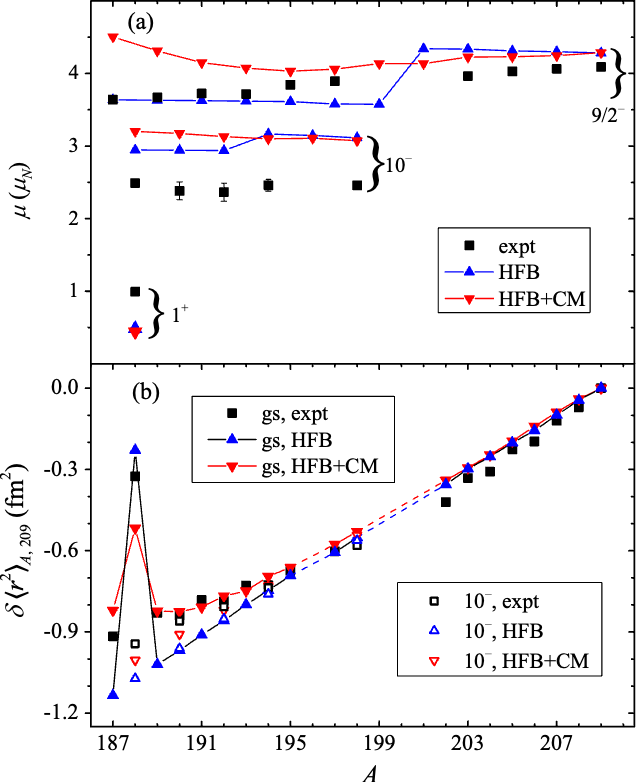 (a)
5
4
3
2
1
μ (μN)
9/2⁻
10⁻
1⁺
expt
HFB
HFB+CM
(b)
0.0
-0.3
-0.6
-0.9
-1.2
δ⟨r²⟩A, 209 (fm²)
gs, expt
gs, HFB
gs, HFB+CM
10⁻, expt
10⁻, HFB
10⁻, HFB+CM
187 191 195 199 203 207
A